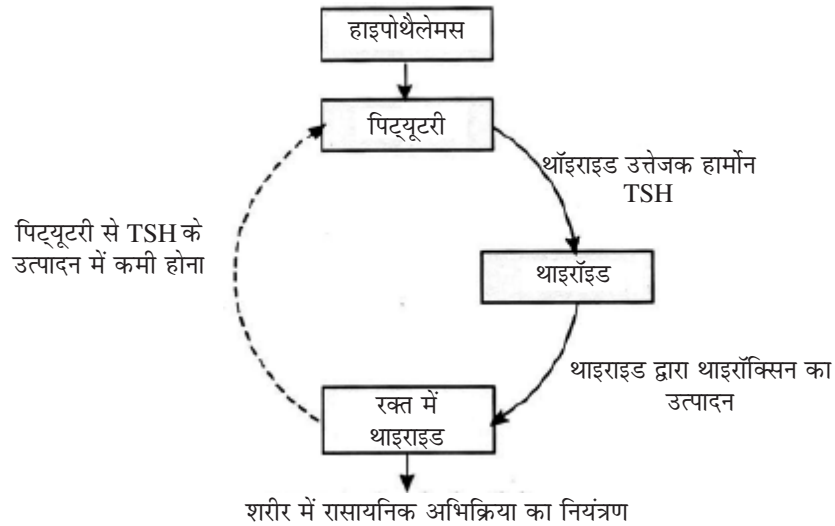 हाइपोथैलेमस
पिट्यूटरी
थॉइराइड उत्तेजक हार्मोन
TSH
पिट्यूटरी से TSH के
उत्पादन में कमी होना
थाइरॉइड
थाइराइड द्वारा थाइरॉक्सिन का
उत्पादन
रक्त में
थाइराइड
शरीर में रासायनिक अभिक्रिया का नियंत्रण